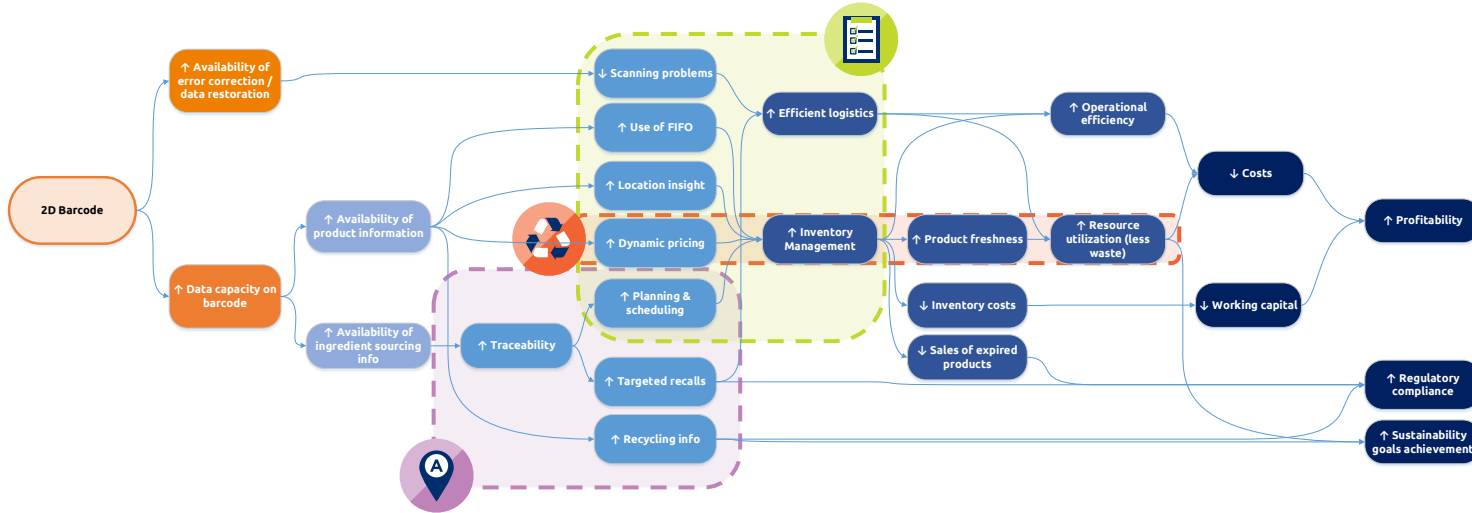 2D Barcode
↑ Availability of
error correction /
data restoration
↑ Data capacity on
barcode
↑ Availability of
product information
↑ Availability of
ingredient sourcing
info
↑ Traceability
↓ Scanning problems
↑ Use of FIFO
↑ Location insight
↑ Dynamic pricing
↑ Planning &
scheduling
↑ Targeted recalls
↑ Recycling info
↑ Efficient logistics
↑ Inventory
Management
↑ Product freshness
↓ Inventory costs
↓ Sales of expired
products
↑ Operational
efficiency
↑ Resource
utilization (less
waste)
↓ Costs
↓ Working capital
↑ Profitability
↑ Regulatory
compliance
↑ Sustainability
goals achievement
A